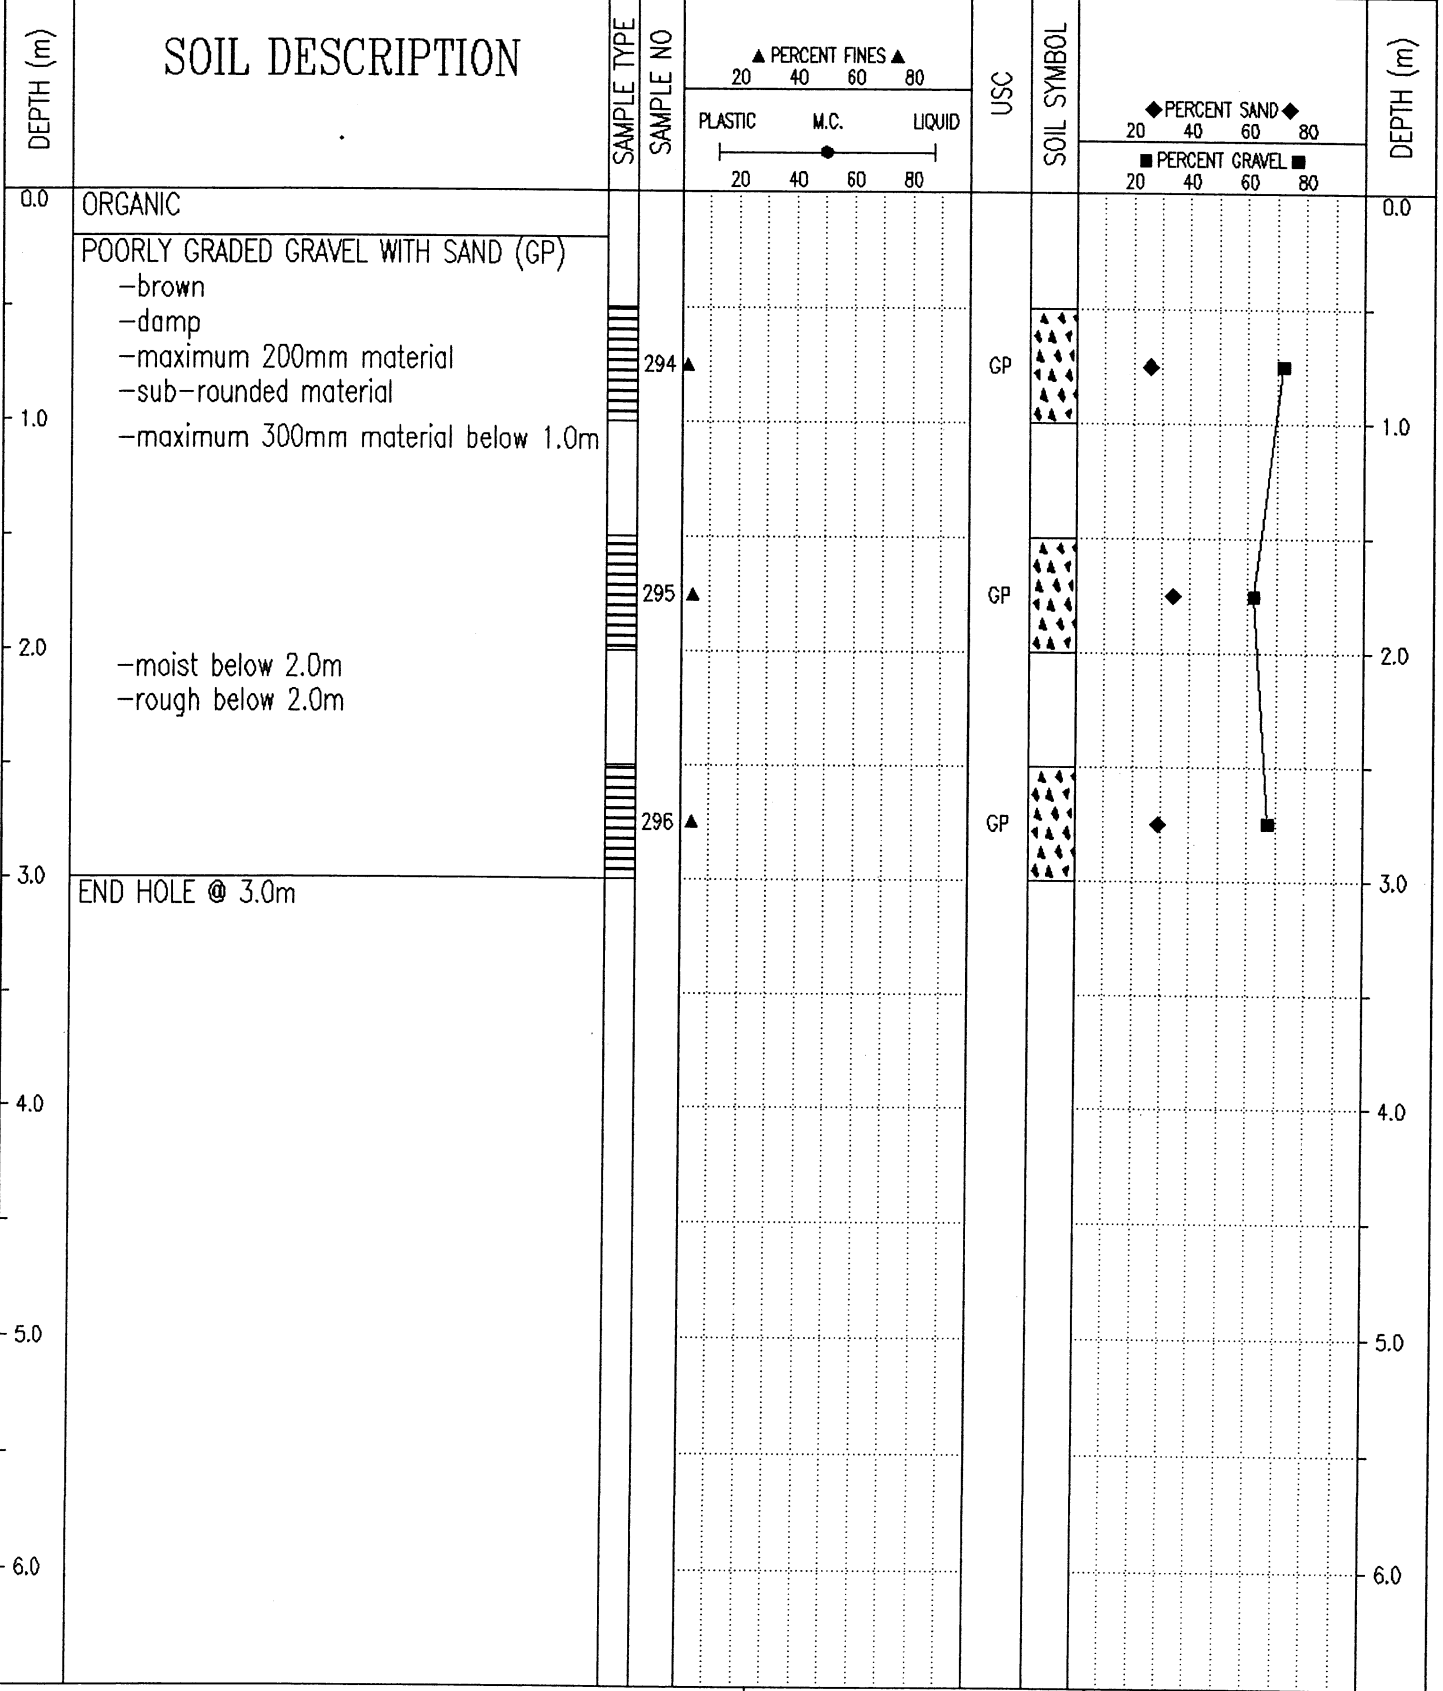 DEPTH (m)
SOIL DESCRIPTION
SAMPLE TYPE
SAMPLE NO
▲ PERCENT FINES ▲
20 40 60 80
PLASTIC M.C. LIQUID
20 40 60 80
USC
SOIL SYMBOL
◆ PERCENT SAND ◆
20 40 60 80
■ PERCENT GRAVEL ■
20 40 60 80
DEPTH (m)
0.0
ORGANIC
0.0
POORLY GRADED GRAVEL WITH SAND (GP)
-brown
-damp
-maximum 200mm material
294
GP
-sub-rounded material
1.0
-maximum 300mm material below 1.0m
1.0
295
GP
2.0
-moist below 2.0m
2.0
-rough below 2.0m
296
GP
3.0
END HOLE @ 3.0m
3.0
4.0
4.0
5.0
5.0
6.0
6.0